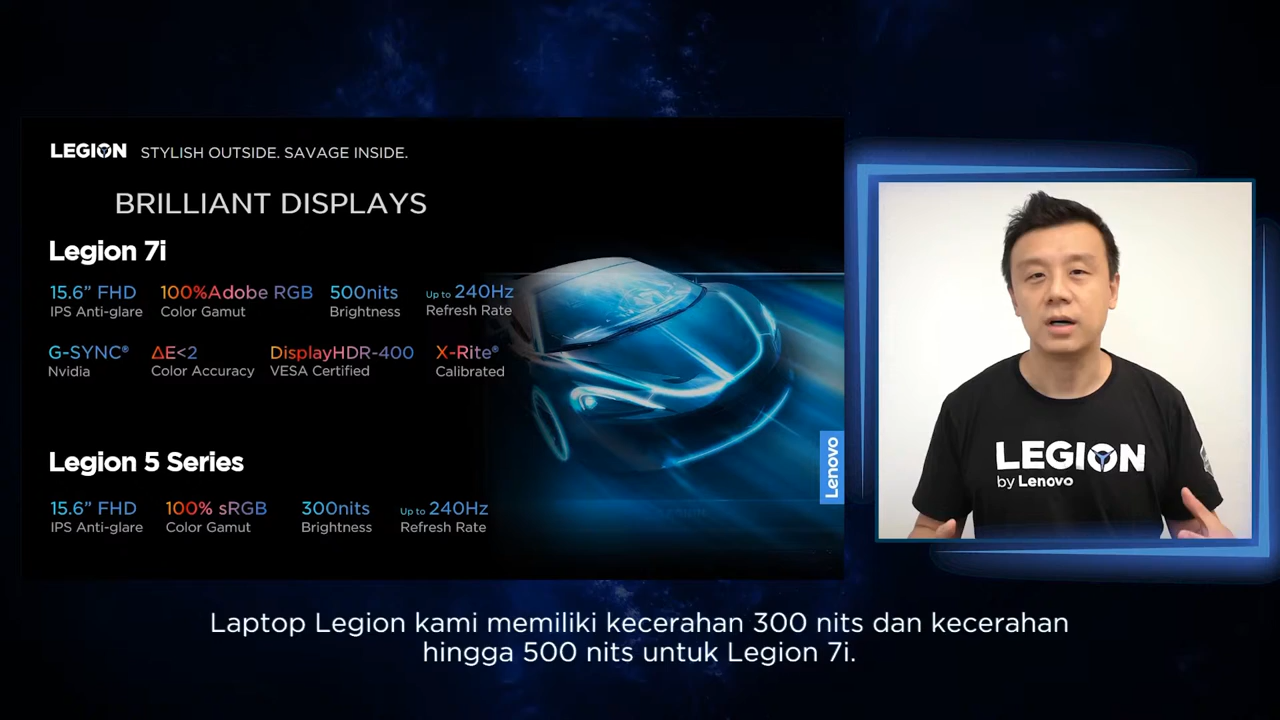 LEGION STYLISH OUTSIDE. SAVAGE INSIDE.
BRILLIANT DISPLAYS
Legion 7i
15.6” FHD 100%Adobe RGB 500nits Up to 240Hz
IPS Anti-glare Color Gamut Brightness Refresh Rate
G-SYNC® ΔE<2 DisplayHDR-400 X-Rite®
Nvidia Color Accuracy VESA Certified Calibrated
Legion 5 Series
15.6” FHD 100% sRGB 300nits Up to 240Hz
IPS Anti-glare Color Gamut Brightness Refresh Rate
Lenovo
LEGION
by Lenovo
Laptop Legion kami memiliki kecerahan 300 nits dan kecerahan
hingga 500 nits untuk Legion 7i.